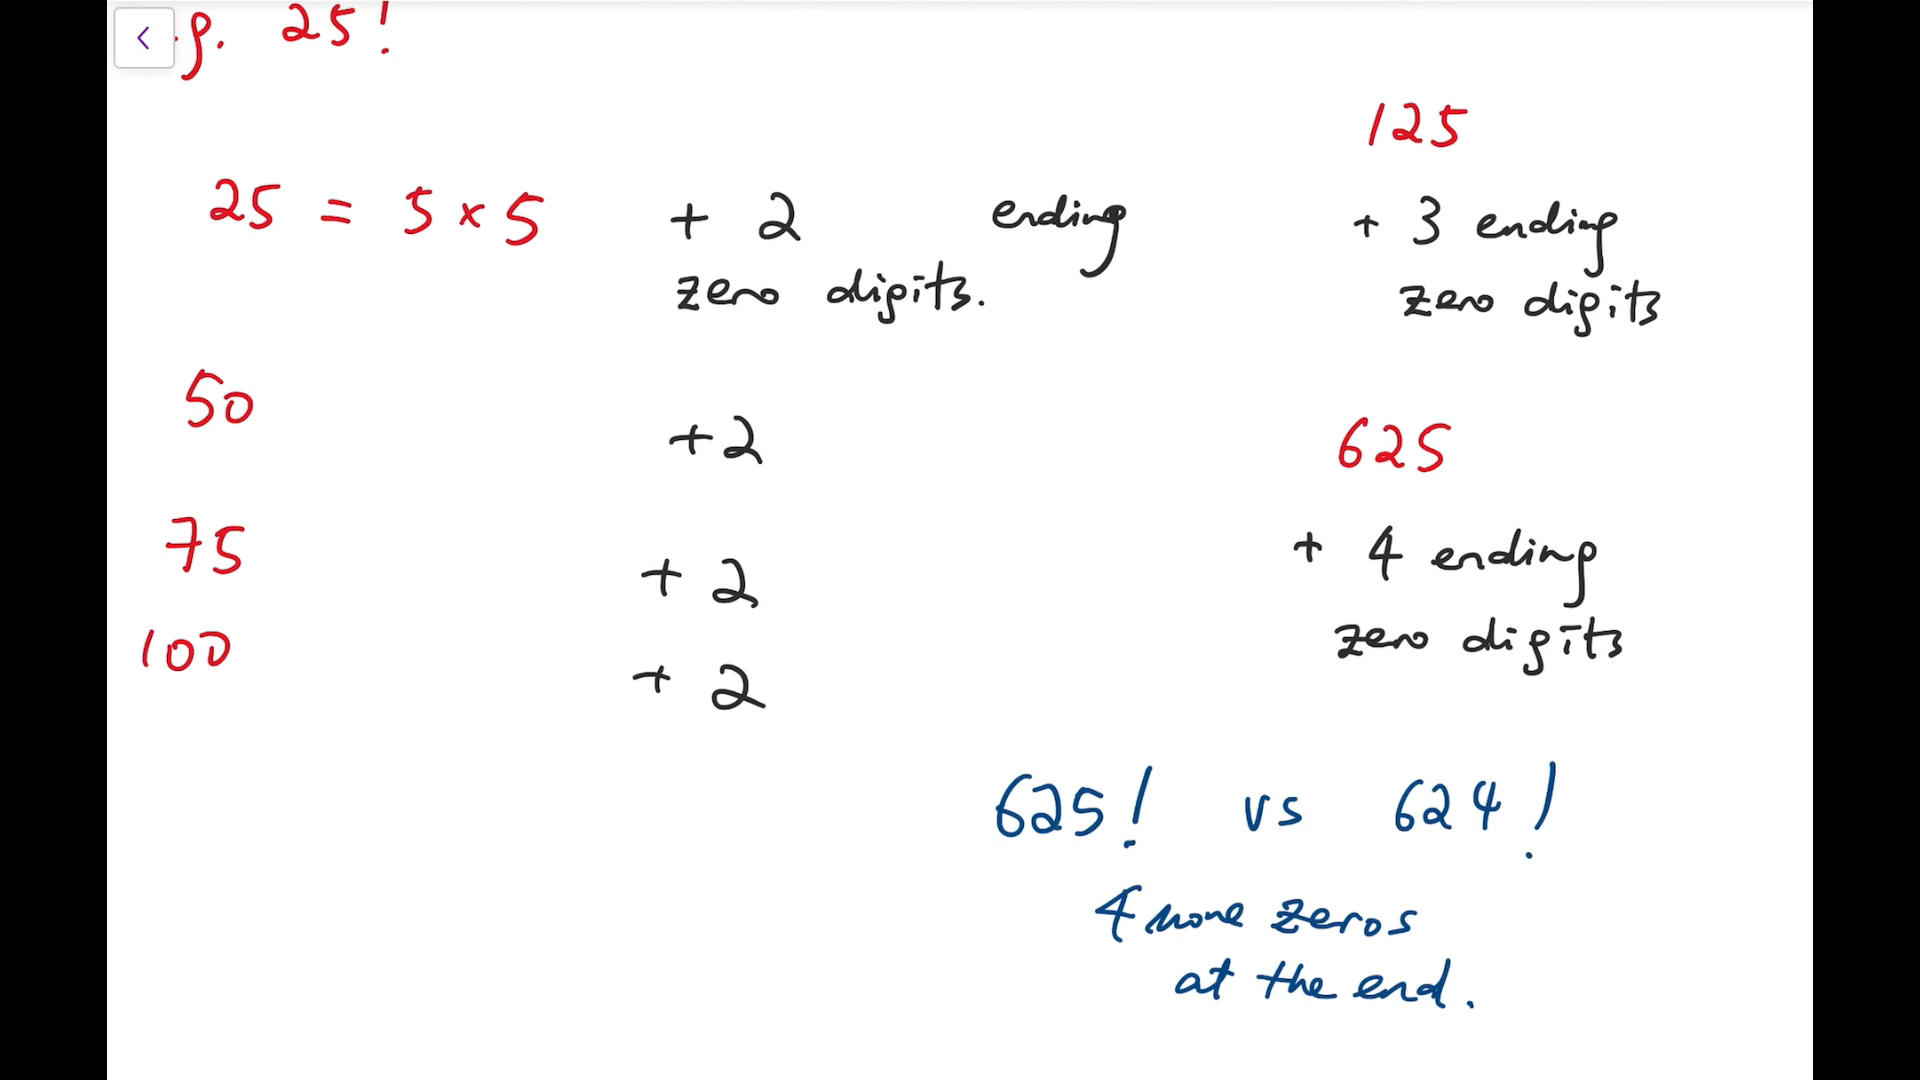 .g. 25!
25 = 5 × 5 + 2 ending
zero digits.
50 +2
75 + 2
100 + 2
125
+ 3 ending
zero digits
625
+ 4 ending
zero digits
625! vs 624!
4 more zeros
at the end.